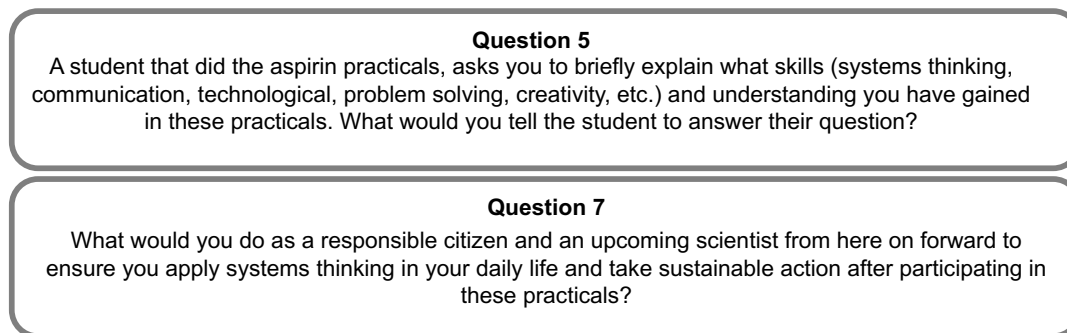 Question 5
A student that did the aspirin practicals, asks you to briefly explain what skills (systems thinking,
communication, technological, problem solving, creativity, etc.) and understanding you have gained
in these practicals. What would you tell the student to answer their question?
Question 7
What would you do as a responsible citizen and an upcoming scientist from here on forward to
ensure you apply systems thinking in your daily life and take sustainable action after participating in
these practicals?